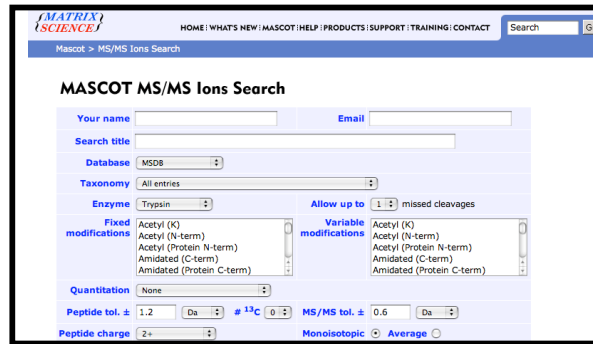 {MATRIX
{SCIENCE}
HOME : WHAT'S NEW : MASCOT : HELP : PRODUCTS : SUPPORT : TRAINING : CONTACT
Search
G
Mascot > MS/MS Ions Search
MASCOT MS/MS Ions Search
Your name Email
Search title
Database MSDB
Taxonomy All entries
Enzyme Trypsin Allow up to 1 missed cleavages
Fixed modifications Variable modifications
Acetyl (K) Acetyl (K)
Acetyl (N-term) Acetyl (N-term)
Acetyl (Protein N-term) Acetyl (Protein N-term)
Amidated (C-term) Amidated (C-term)
Amidated (Protein C-term) Amidated (Protein C-term)
Quantitation None
Peptide tol. ± 1.2 Da # 13C 0 MS/MS tol. ± 0.6 Da
Peptide charge 2+ Monoisotopic Average